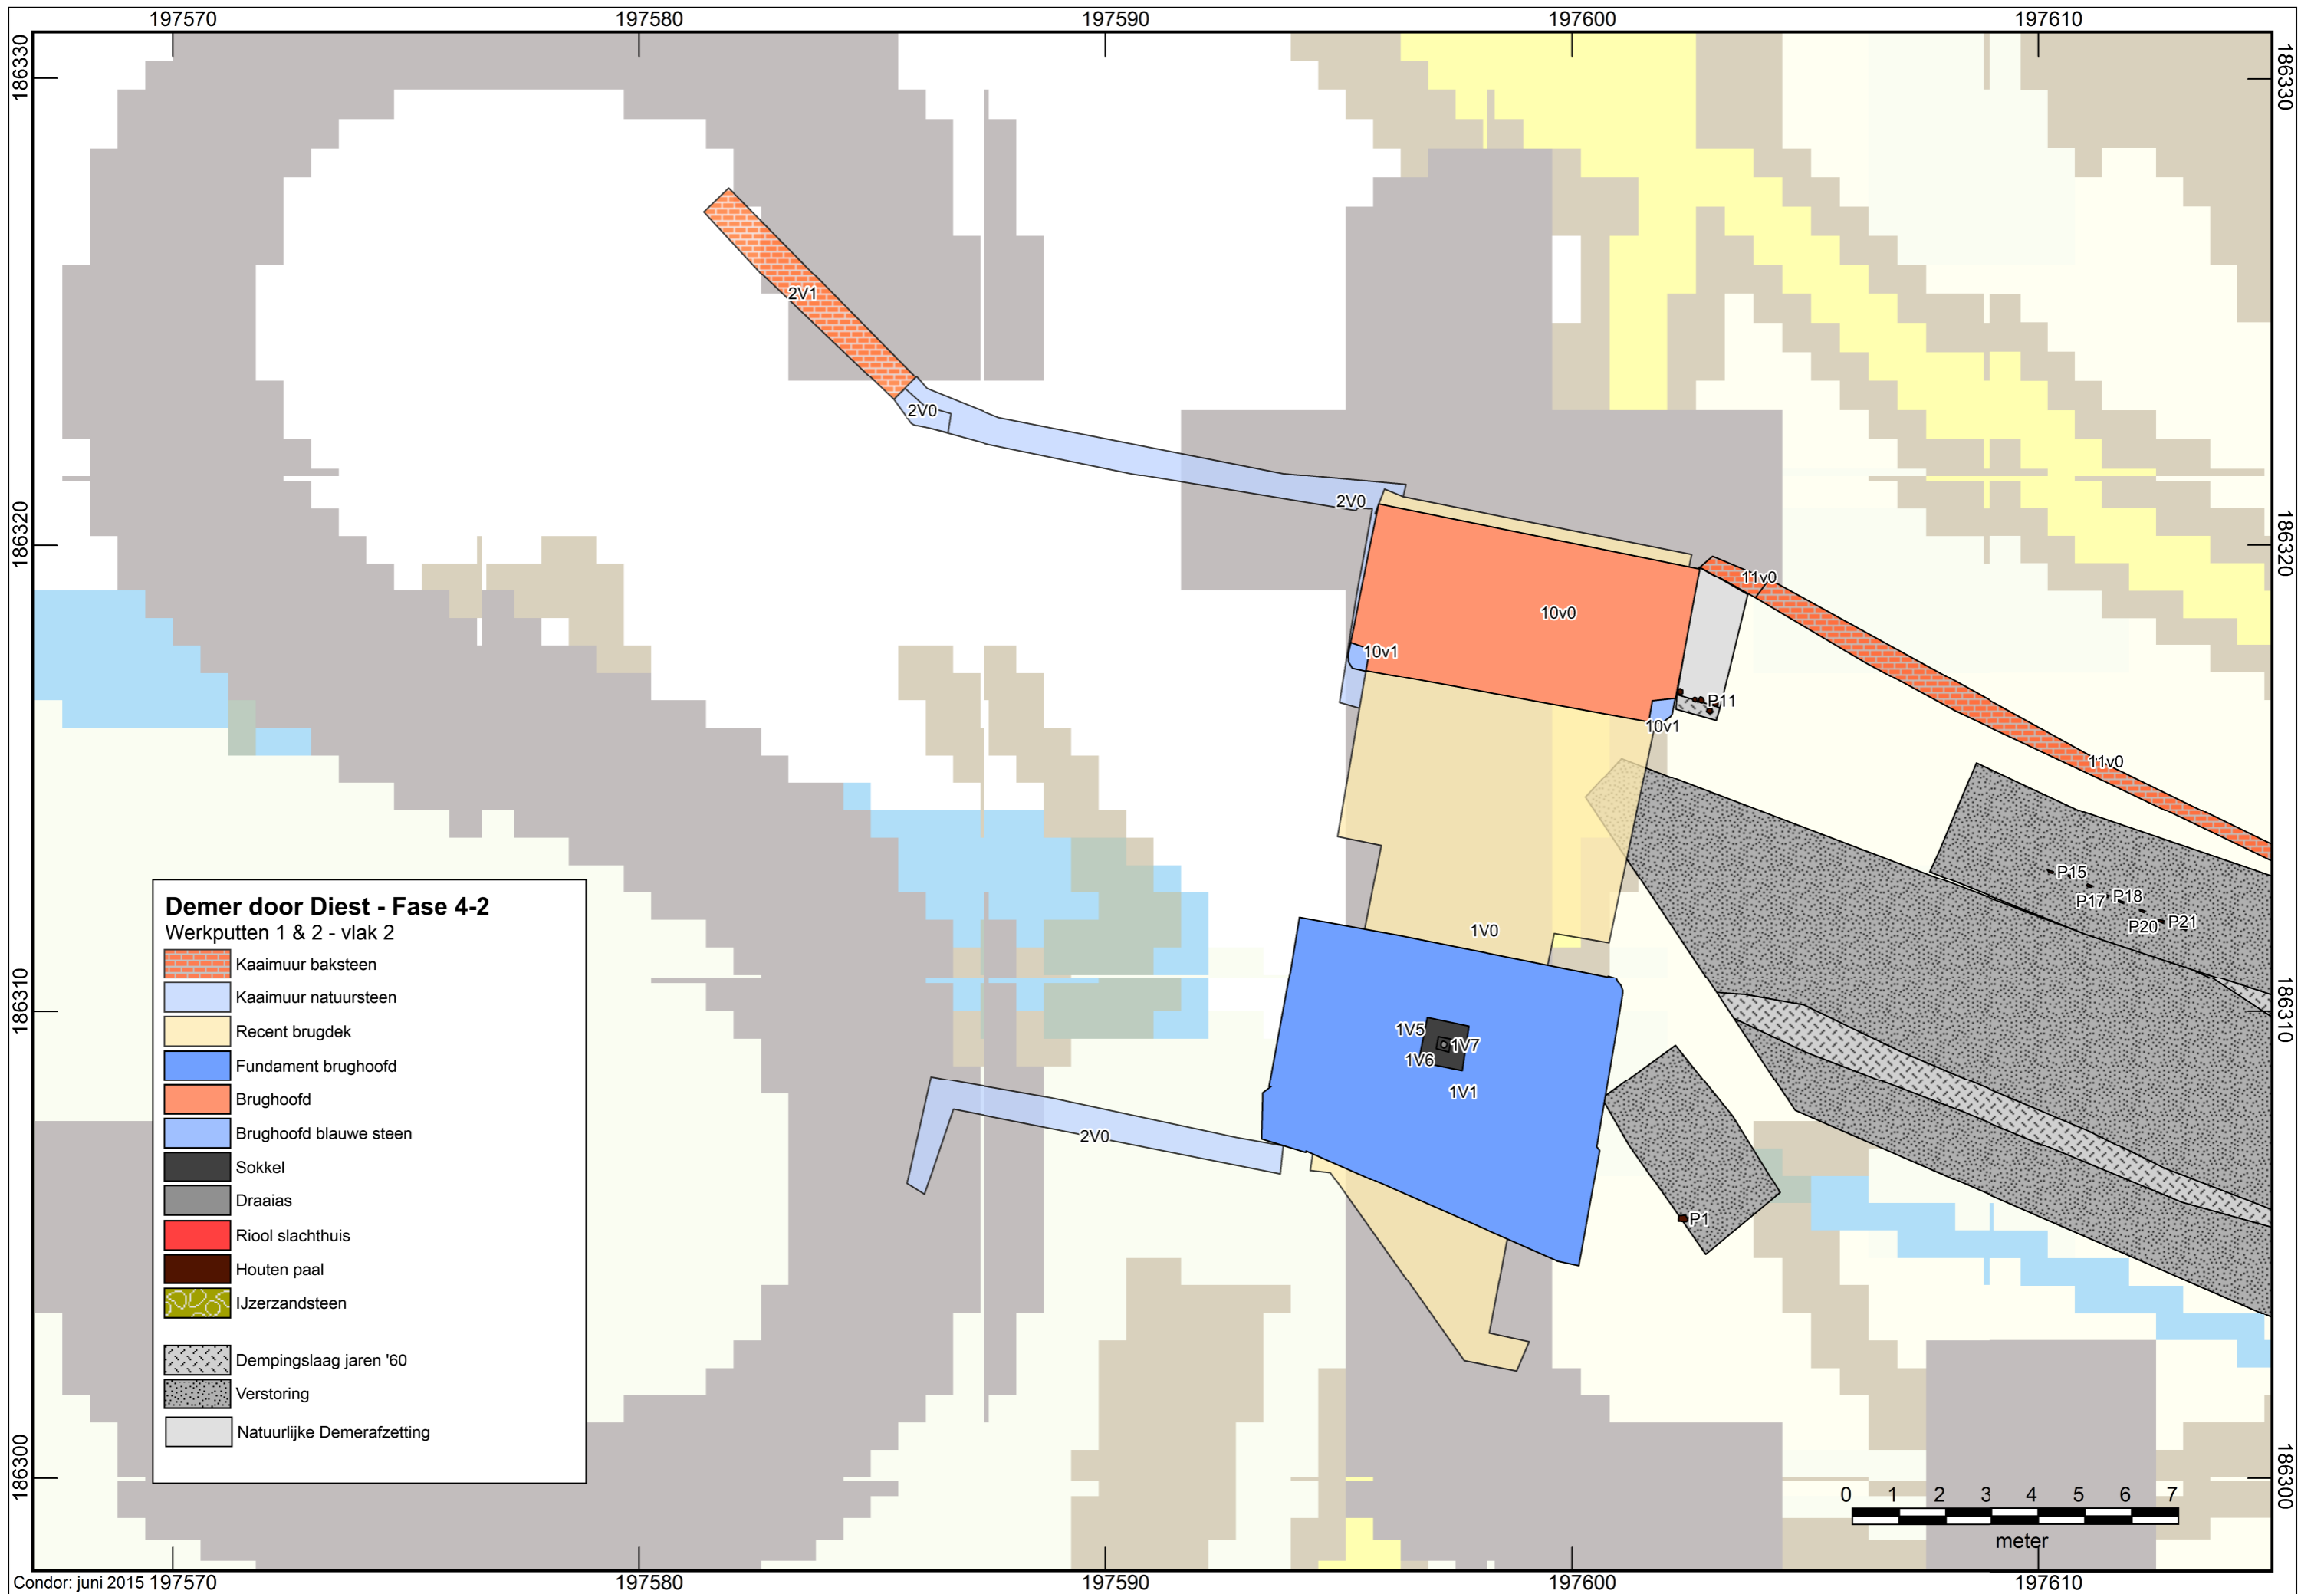 197570 197580 197590 197600 197610
186330 186330
2V1
2V0
2V0
186320 186320
11v0
10v0
10v1
P11
10v1
11v0
P15
P18
P17
P21
P20
1V0
186310 186310
1V5
1V7
1V6
1V1
2V0
P1
Demer door Diest - Fase 4-2
Werkputten 1 & 2 - vlak 2
Kaaimuur baksteen
Kaaimuur natuursteen
Recent brugdek
Fundament brughoofd
Brughoofd
Brughoofd blauwe steen
Sokkel
Draaias
Riool slachthuis
Houten paal
IJzerzandsteen
Dempingslaag jaren '60
Verstoring
Natuurlijke Demerafzetting
186300 186300
0 1 2 3 4 5 6 7
meter
Condor: juni 2015
197570 197580 197590 197600 197610